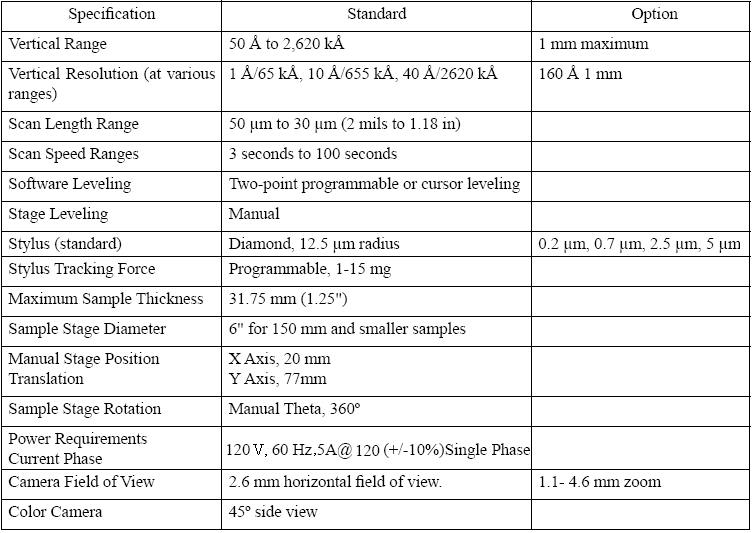 Specification Standard Option
Vertical Range 50 Å to 2,620 kÅ 1 mm maximum
Vertical Resolution (at various ranges) 1 Å/65 kÅ, 10 Å/655 kÅ, 40 Å/2620 kÅ 160 Å 1 mm
Scan Length Range 50 μm to 30 μm (2 mils to 1.18 in)
Scan Speed Ranges 3 seconds to 100 seconds
Software Leveling Two-point programmable or cursor leveling
Stage Leveling Manual
Stylus (standard) Diamond, 12.5 μm radius 0.2 μm, 0.7 μm, 2.5 μm, 5 μm
Stylus Tracking Force Programmable, 1-15 mg
Maximum Sample Thickness 31.75 mm (1.25")
Sample Stage Diameter 6" for 150 mm and smaller samples
Manual Stage Position X Axis, 20 mm
Translation Y Axis, 77mm
Sample Stage Rotation Manual Theta, 360º
Power Requirements
Current Phase 120 V, 60 Hz,5A@ 120 (+/-10%)Single Phase
Camera Field of View 2.6 mm horizontal field of view. 1.1- 4.6 mm zoom
Color Camera 45º side view